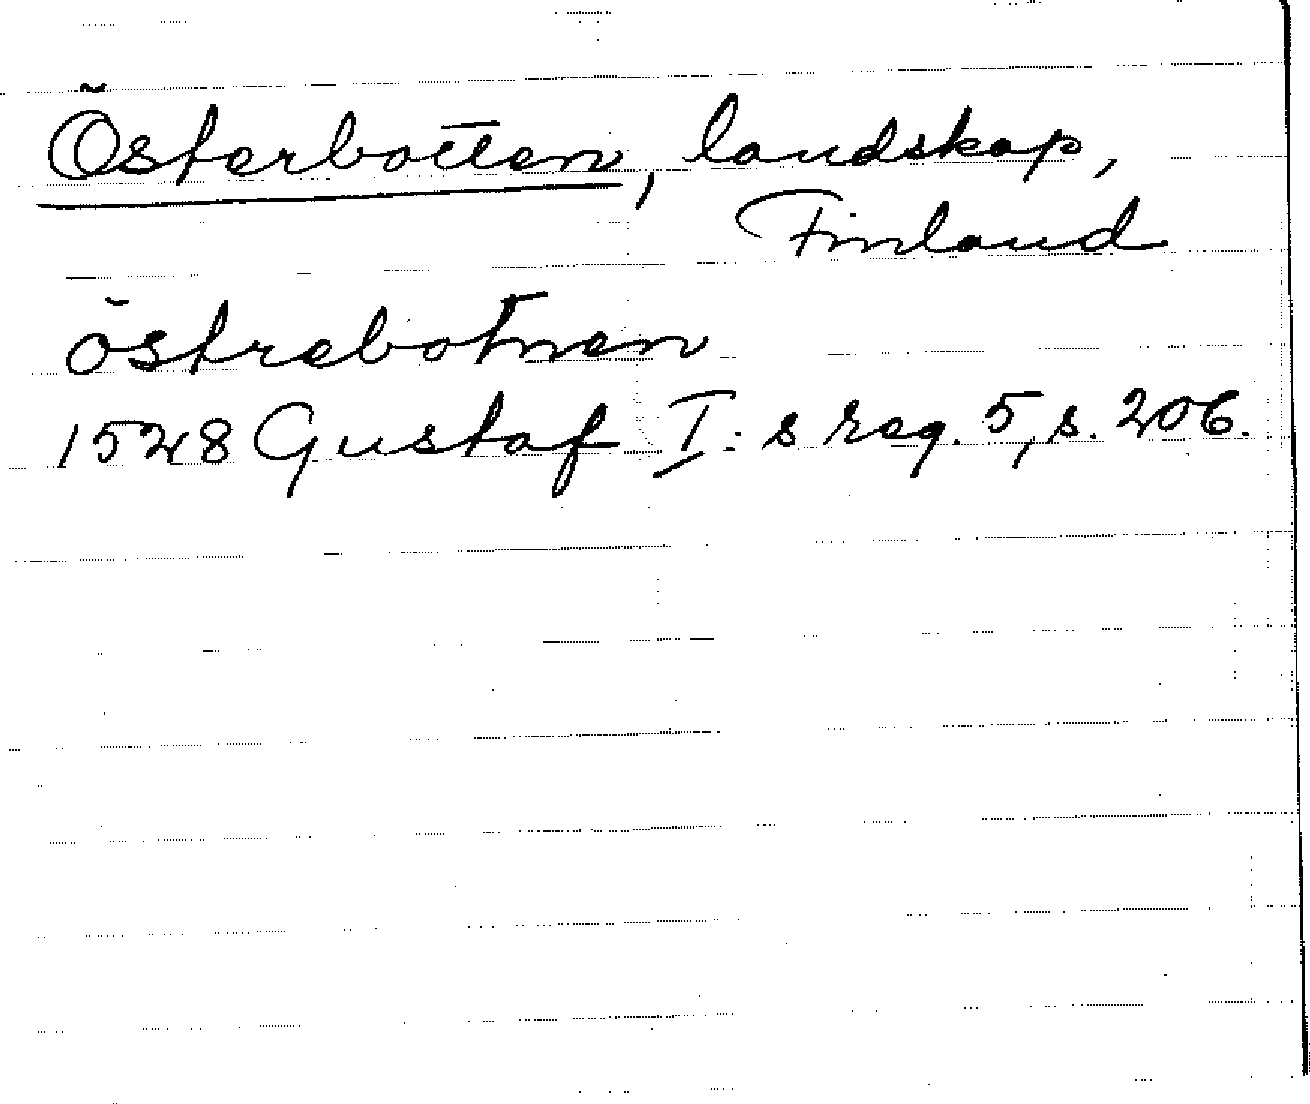 Österbotten, landskap,
Finland
östrebotnen
1528 Gustaf I:s reg. 5, s. 206.